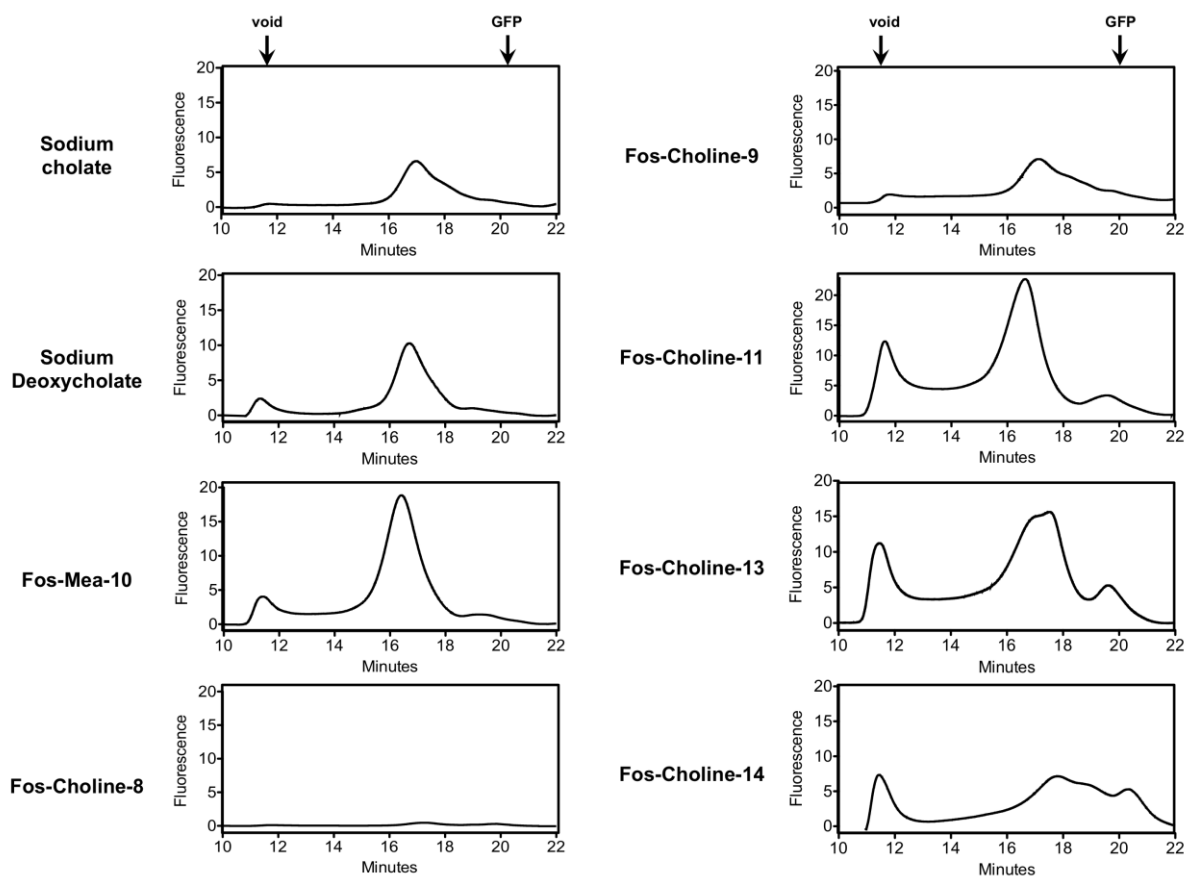 void
GFP
Sodium
cholate
Fluorescence
20
15
10
5
0
10 12 14 16 18 20 22
Minutes
Sodium
Deoxycholate
Fluorescence
20
15
10
5
0
10 12 14 16 18 20 22
Minutes
Fos-Mea-10
Fluorescence
20
15
10
5
0
10 12 14 16 18 20 22
Minutes
Fos-Choline-8
Fluorescence
20
15
10
5
0
10 12 14 16 18 20 22
Minutes
void
GFP
Fos-Choline-9
Fluorescence
20
15
10
5
0
10 12 14 16 18 20 22
Minutes
Fos-Choline-11
Fluorescence
20
15
10
5
0
10 12 14 16 18 20 22
Minutes
Fos-Choline-13
Fluorescence
20
15
10
5
0
10 12 14 16 18 20 22
Minutes
Fos-Choline-14
Fluorescence
20
15
10
5
0
10 12 14 16 18 20 22
Minutes